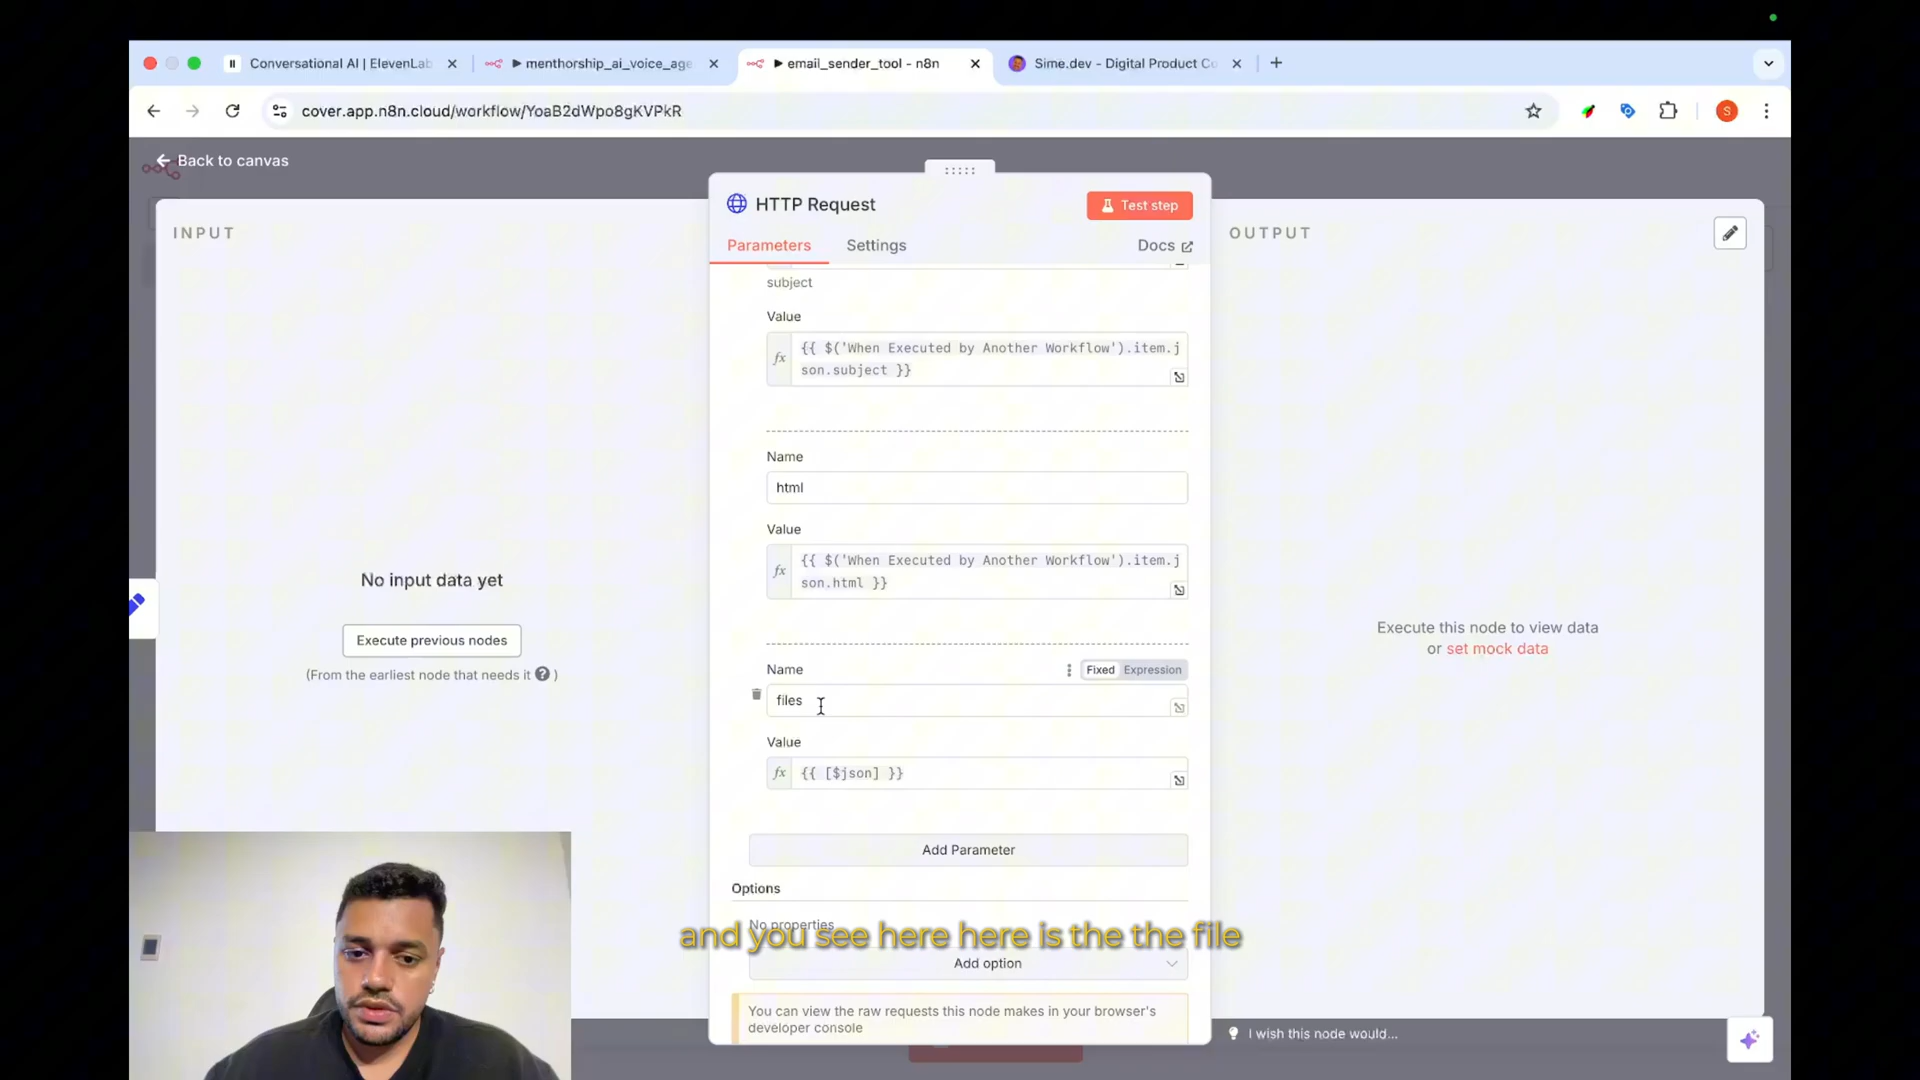 Conversational AI | ElevenLab
menthorship_ai_voice_age
email_sender_tool - n8n
Sime.dev - Digital Product Co
cover.app.n8n.cloud/workflow/YoaB2dWpo8gKVPkR
S
Back to canvas
HTTP Request
Test step
INPUT
Parameters
Settings
Docs
OUTPUT
subject
Value
fx
{{ $('When Executed by Another Workflow').item.j
son.subject }}
Name
html
Value
fx
{{ $('When Executed by Another Workflow').item.j
son.html }}
No input data yet
Execute previous nodes
(From the earliest node that needs it ? )
Execute this node to view data
or set mock data
Name
Fixed
Expression
files
Value
fx
{{ [$json] }}
Add Parameter
Options
No properties
and you see here here is the the file
Add option
You can view the raw requests this node makes in your browser's
developer console
I wish this node would...